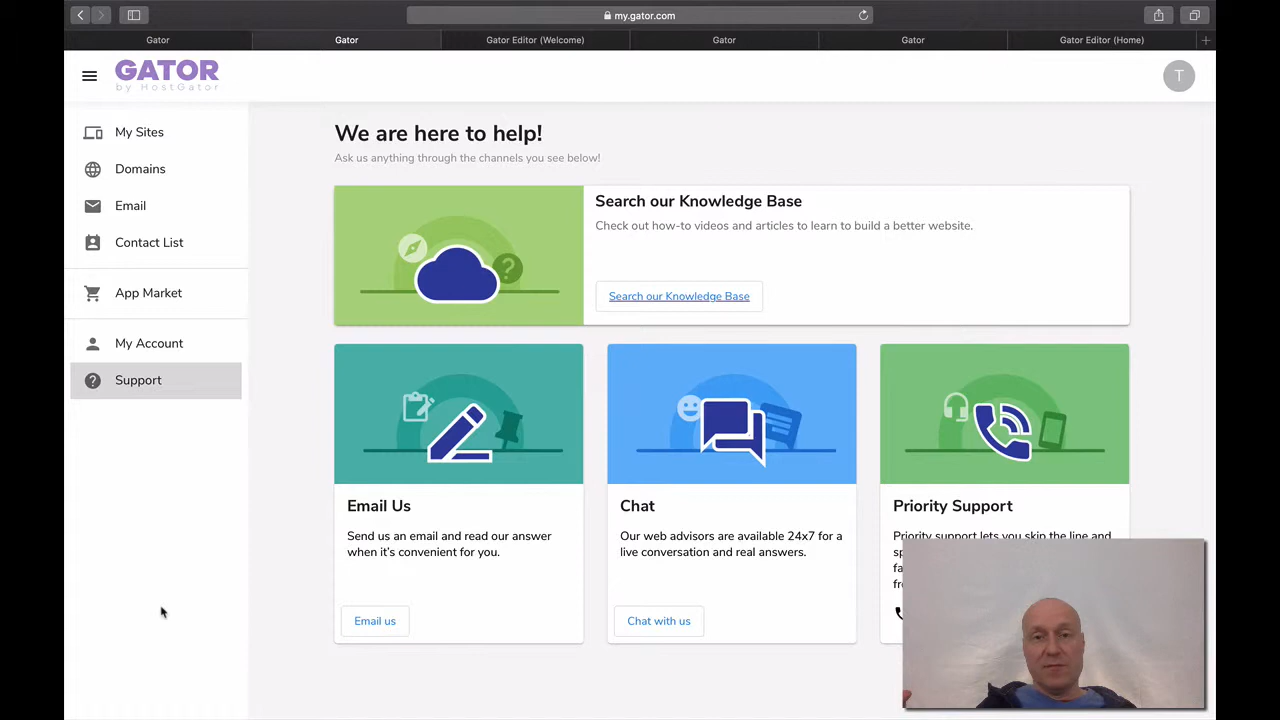 my.gator.com
Gator
Gator
Gator Editor (Welcome)
Gator
Gator
Gator Editor (Home)
GATOR
by HostGator
T
My Sites
Domains
Email
Contact List
App Market
My Account
Support
We are here to help!
Ask us anything through the channels you see below!
Search our Knowledge Base
Check out how-to videos and articles to learn to build a better website.
Search our Knowledge Base
Email Us
Send us an email and read our answer
when it's convenient for you.
Email us
Chat
Our web advisors are available 24x7 for a
live conversation and real answers.
Chat with us
Priority Support
Priority support lets you skip the line and